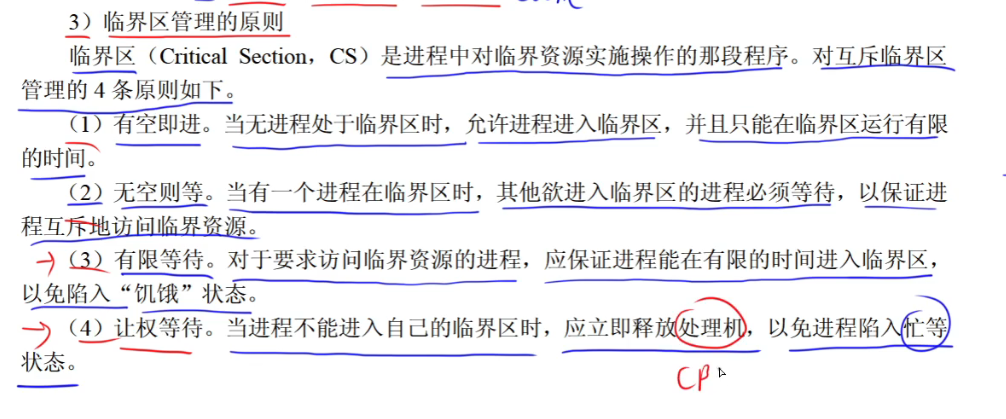 3）临界区管理的原则
临界区（Critical Section，CS）是进程中对临界资源实施操作的那段程序。对互斥临界区
管理的 4 条原则如下。
（1）有空即进。当无进程处于临界区时，允许进程进入临界区，并且只能在临界区运行有限
的时间。
（2）无空则等。当有一个进程在临界区时，其他欲进入临界区的进程必须等待，以保证进
程互斥地访问临界资源。
（3）有限等待。对于要求访问临界资源的进程，应保证进程能在有限的时间进入临界区，
以免陷入“饥饿”状态。
（4）让权等待。当进程不能进入自己的临界区时，应立即释放处理机，以免进程陷入忙等
状态。
CP